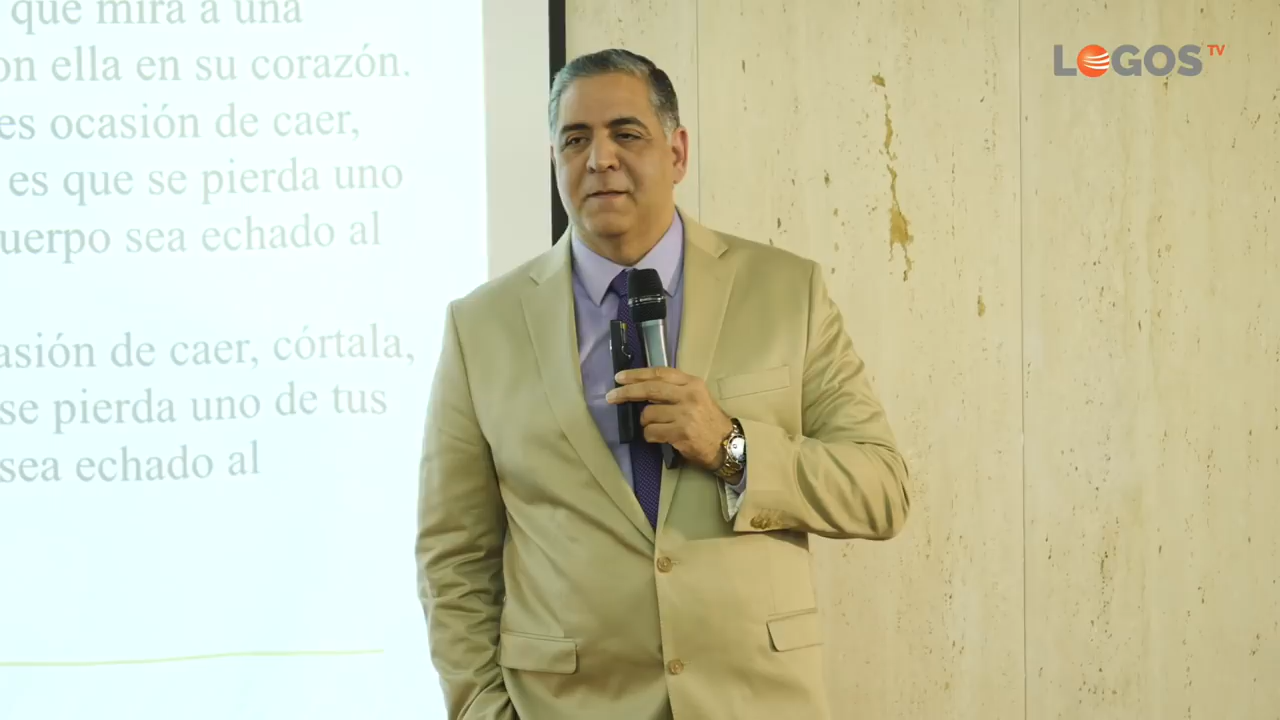 que mira a una
on ella en su corazón.
es ocasión de caer,
es que se pierda uno
uerpo sea echado al
asión de caer, córtala,
se pierda uno de tus
sea echado al
LOGOS TV